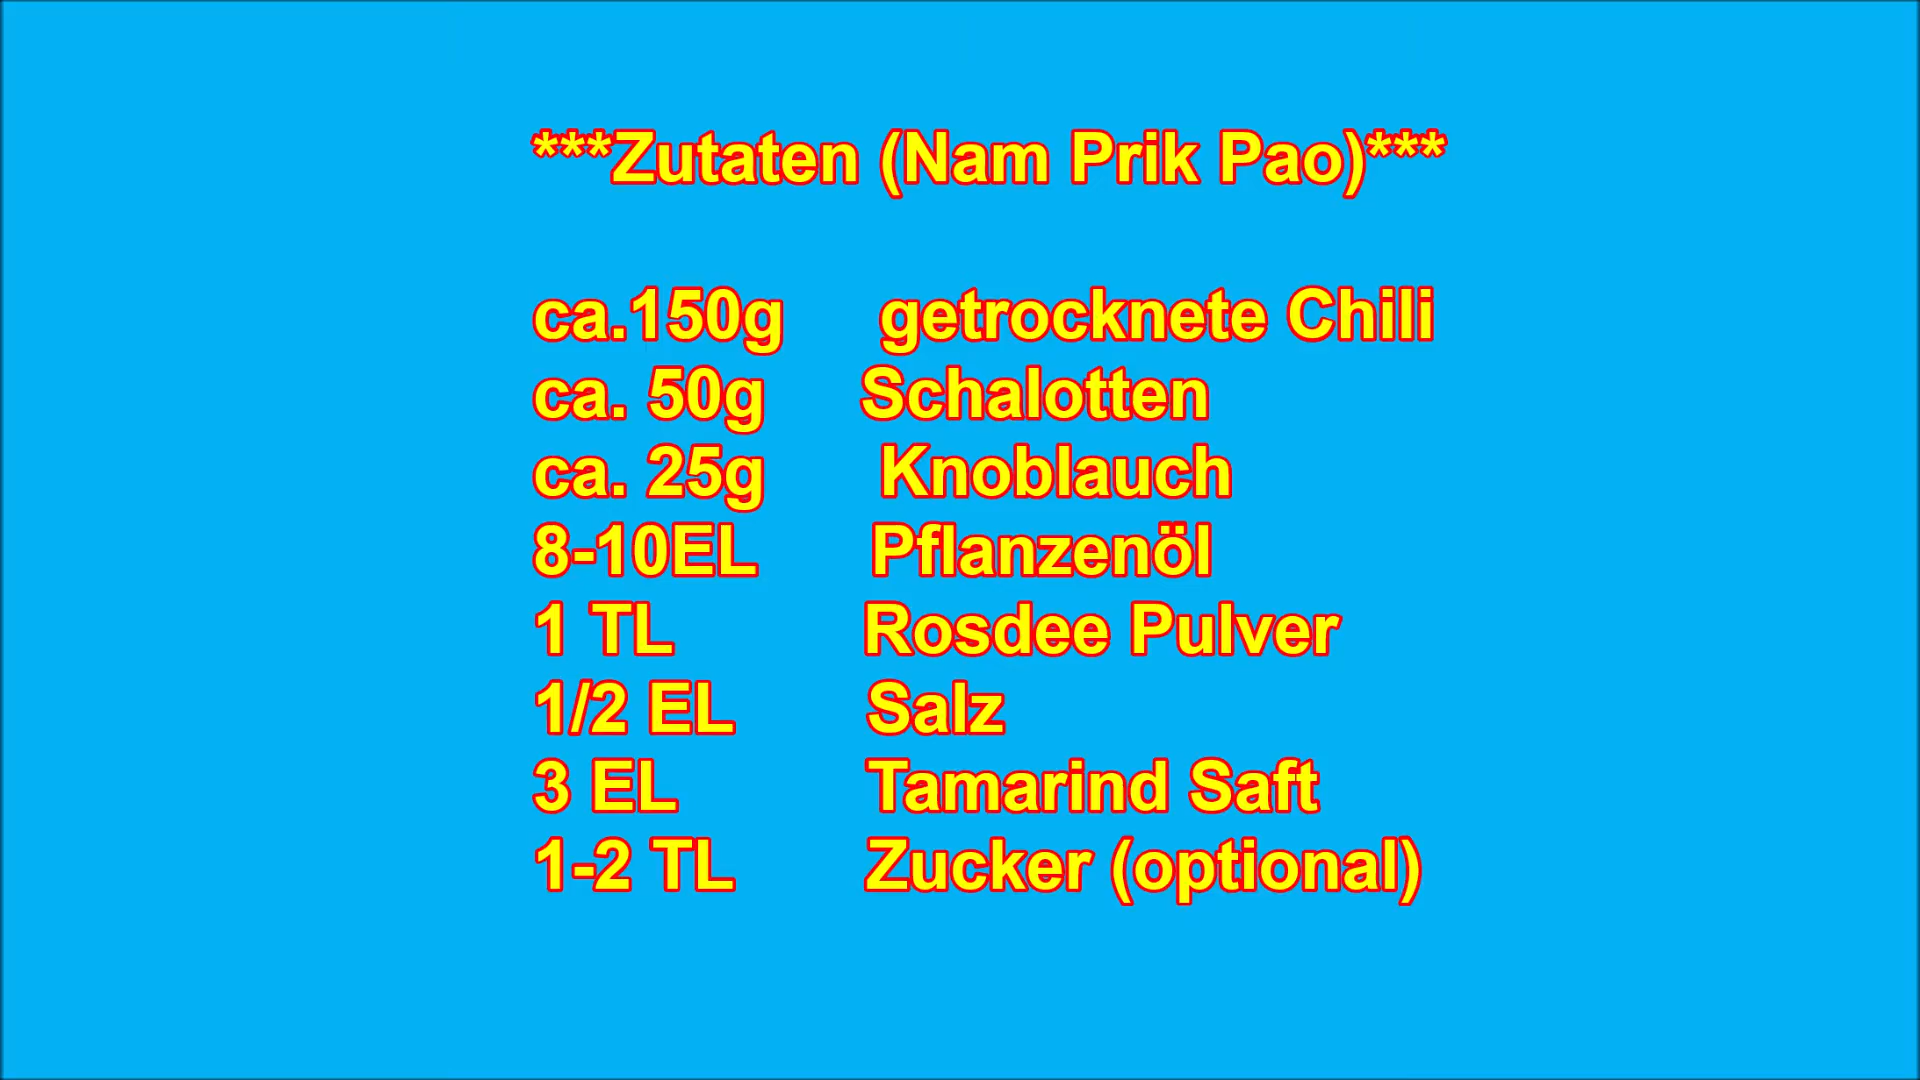 ***Zutaten (Nam Prik Pao)***
ca.150g getrocknete Chili
ca. 50g Schalotten
ca. 25g Knoblauch
8-10EL Pflanzenöl
1 TL Rosdee Pulver
1/2 EL Salz
3 EL Tamarind Saft
1-2 TL Zucker (optional)